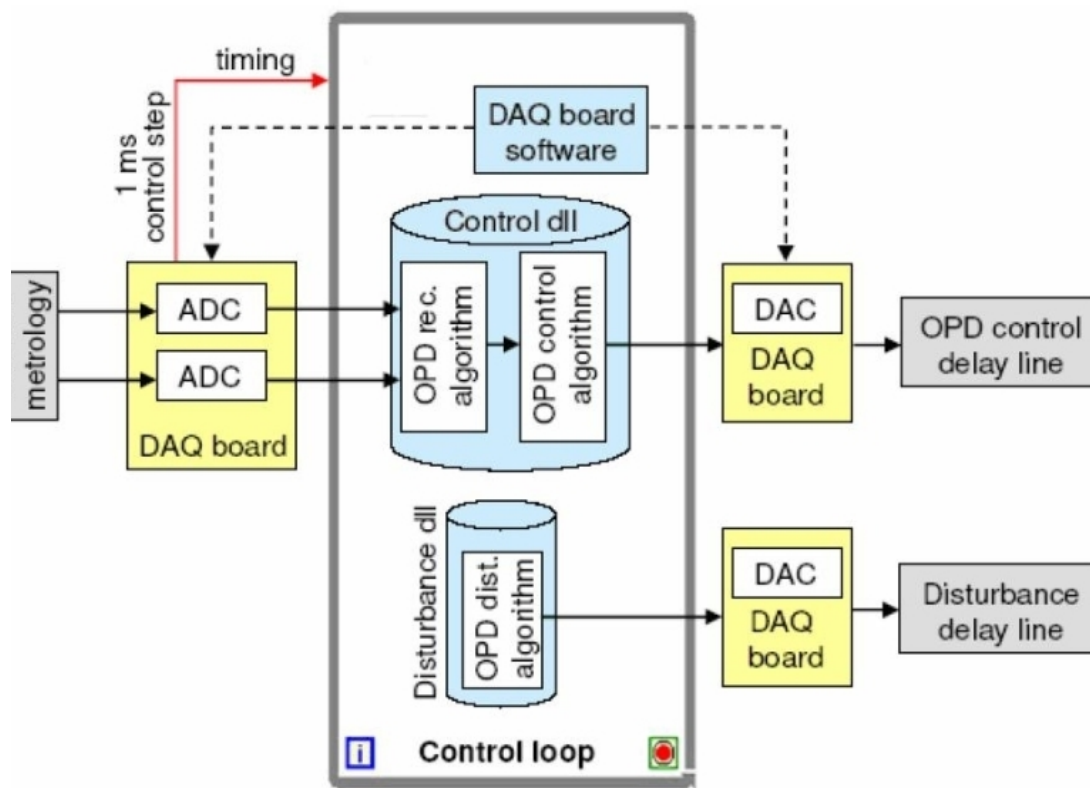 timing
1 ms
control step
DAQ board
software
Control dll
metrology
ADC
ADC
DAQ board
OPD rec.
algorithm
OPD control
algorithm
DAC
DAQ
board
OPD control
delay line
Disturbance dll
OPD dist.
algorithm
DAC
DAQ
board
Disturbance
delay line
i
Control loop